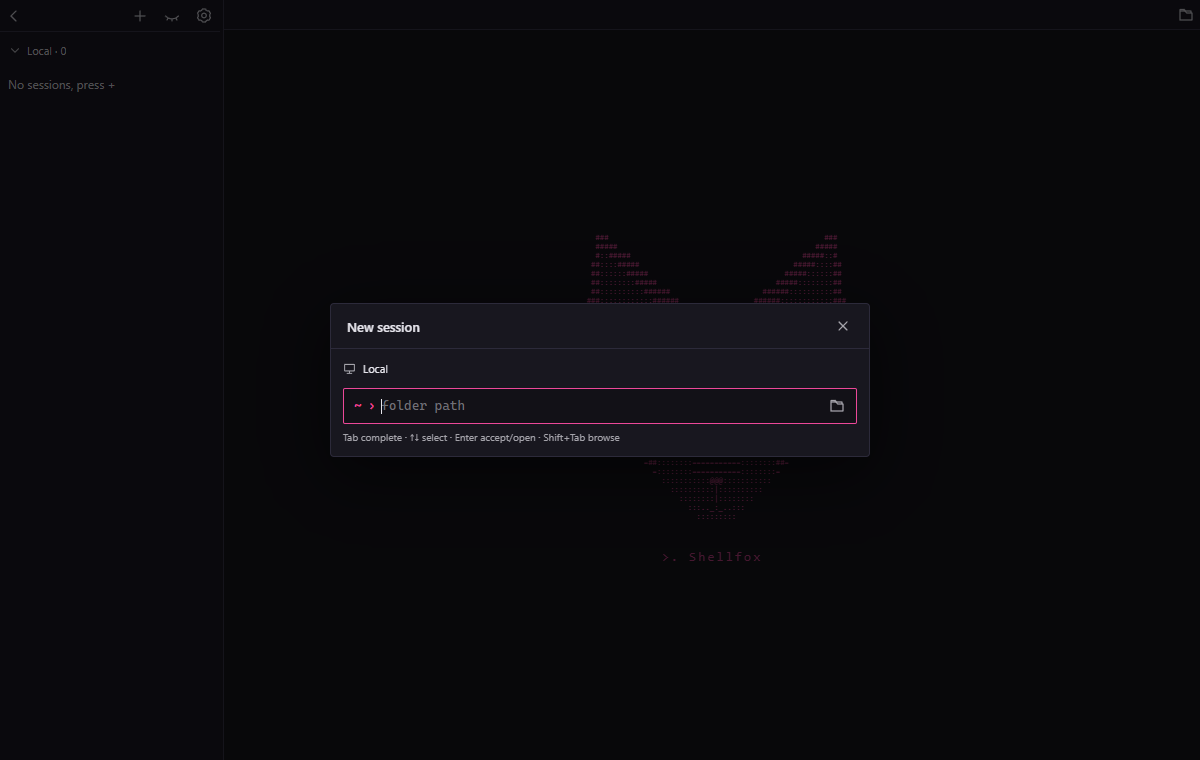 Local · 0
No sessions, press +
New session
Local
~ › folder path
Tab complete · ↑↓ select · Enter accept/open · Shift+Tab browse
>. Shellfox